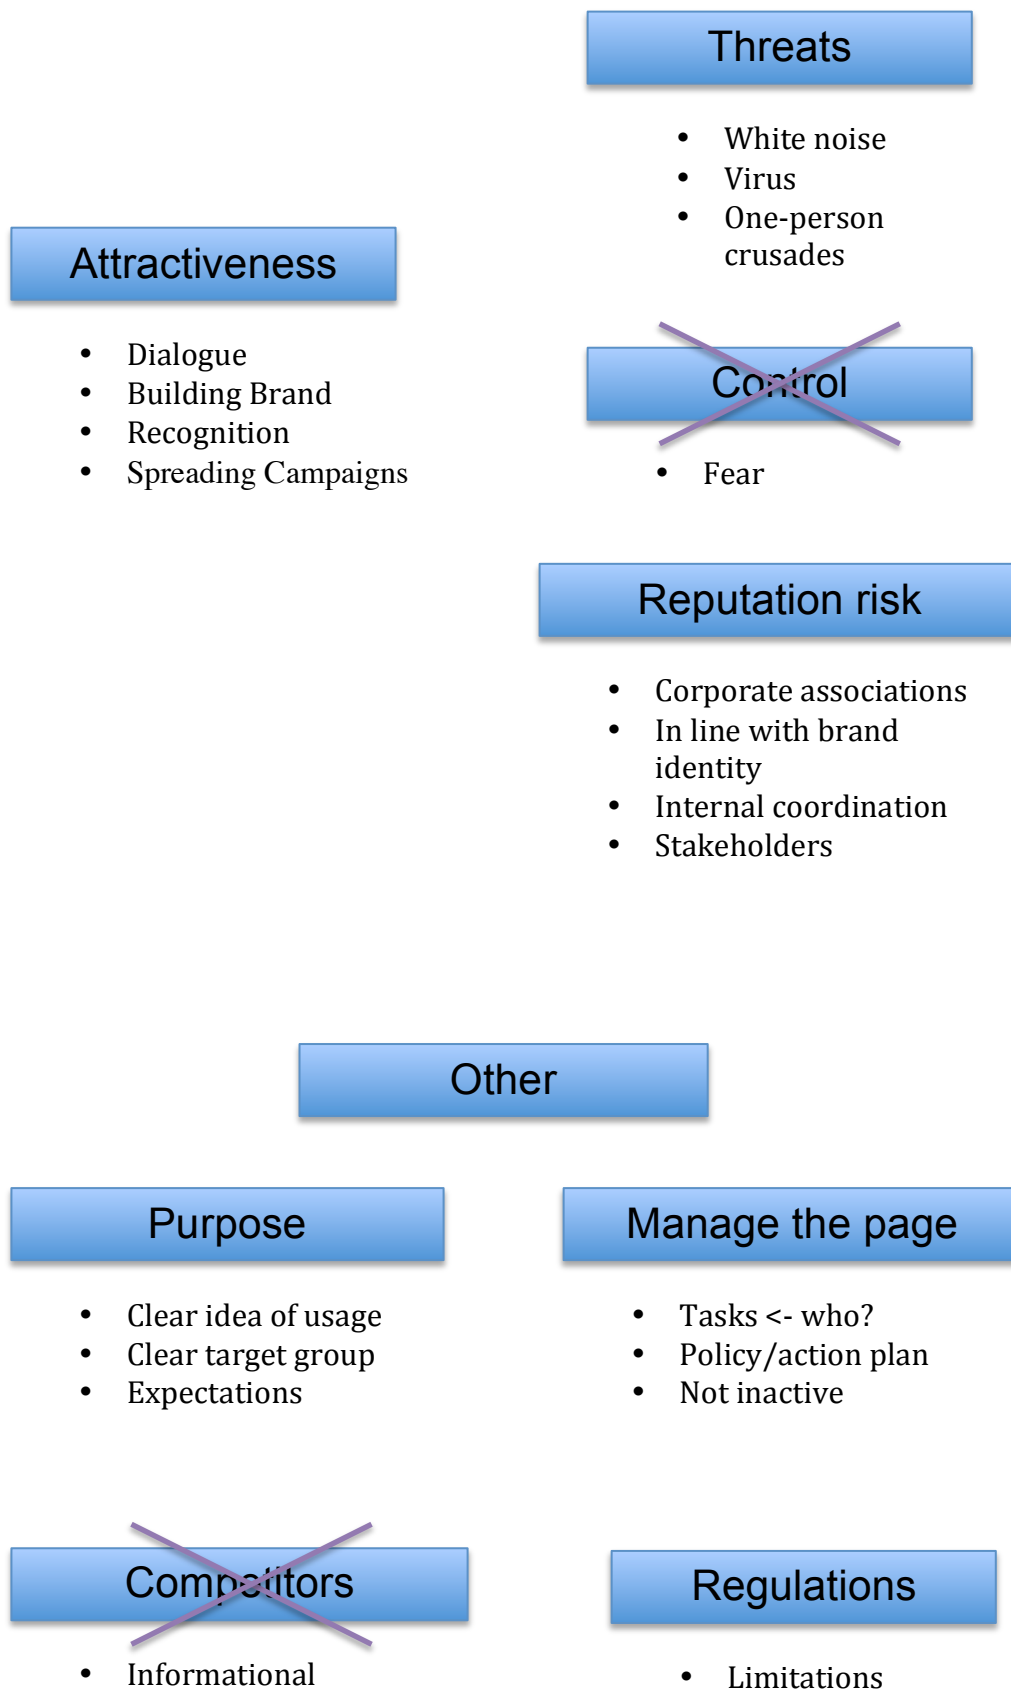 Threats
• White noise
• Virus
• One-person
crusades
Attractiveness
• Dialogue
• Building Brand
• Recognition
• Spreading Campaigns
Control
• Fear
Reputation risk
• Corporate associations
• In line with brand
identity
• Internal coordination
• Stakeholders
Other
Purpose
• Clear idea of usage
• Clear target group
• Expectations
Manage the page
• Tasks <- who?
• Policy/action plan
• Not inactive
Competitors
• Informational
Regulations
• Limitations